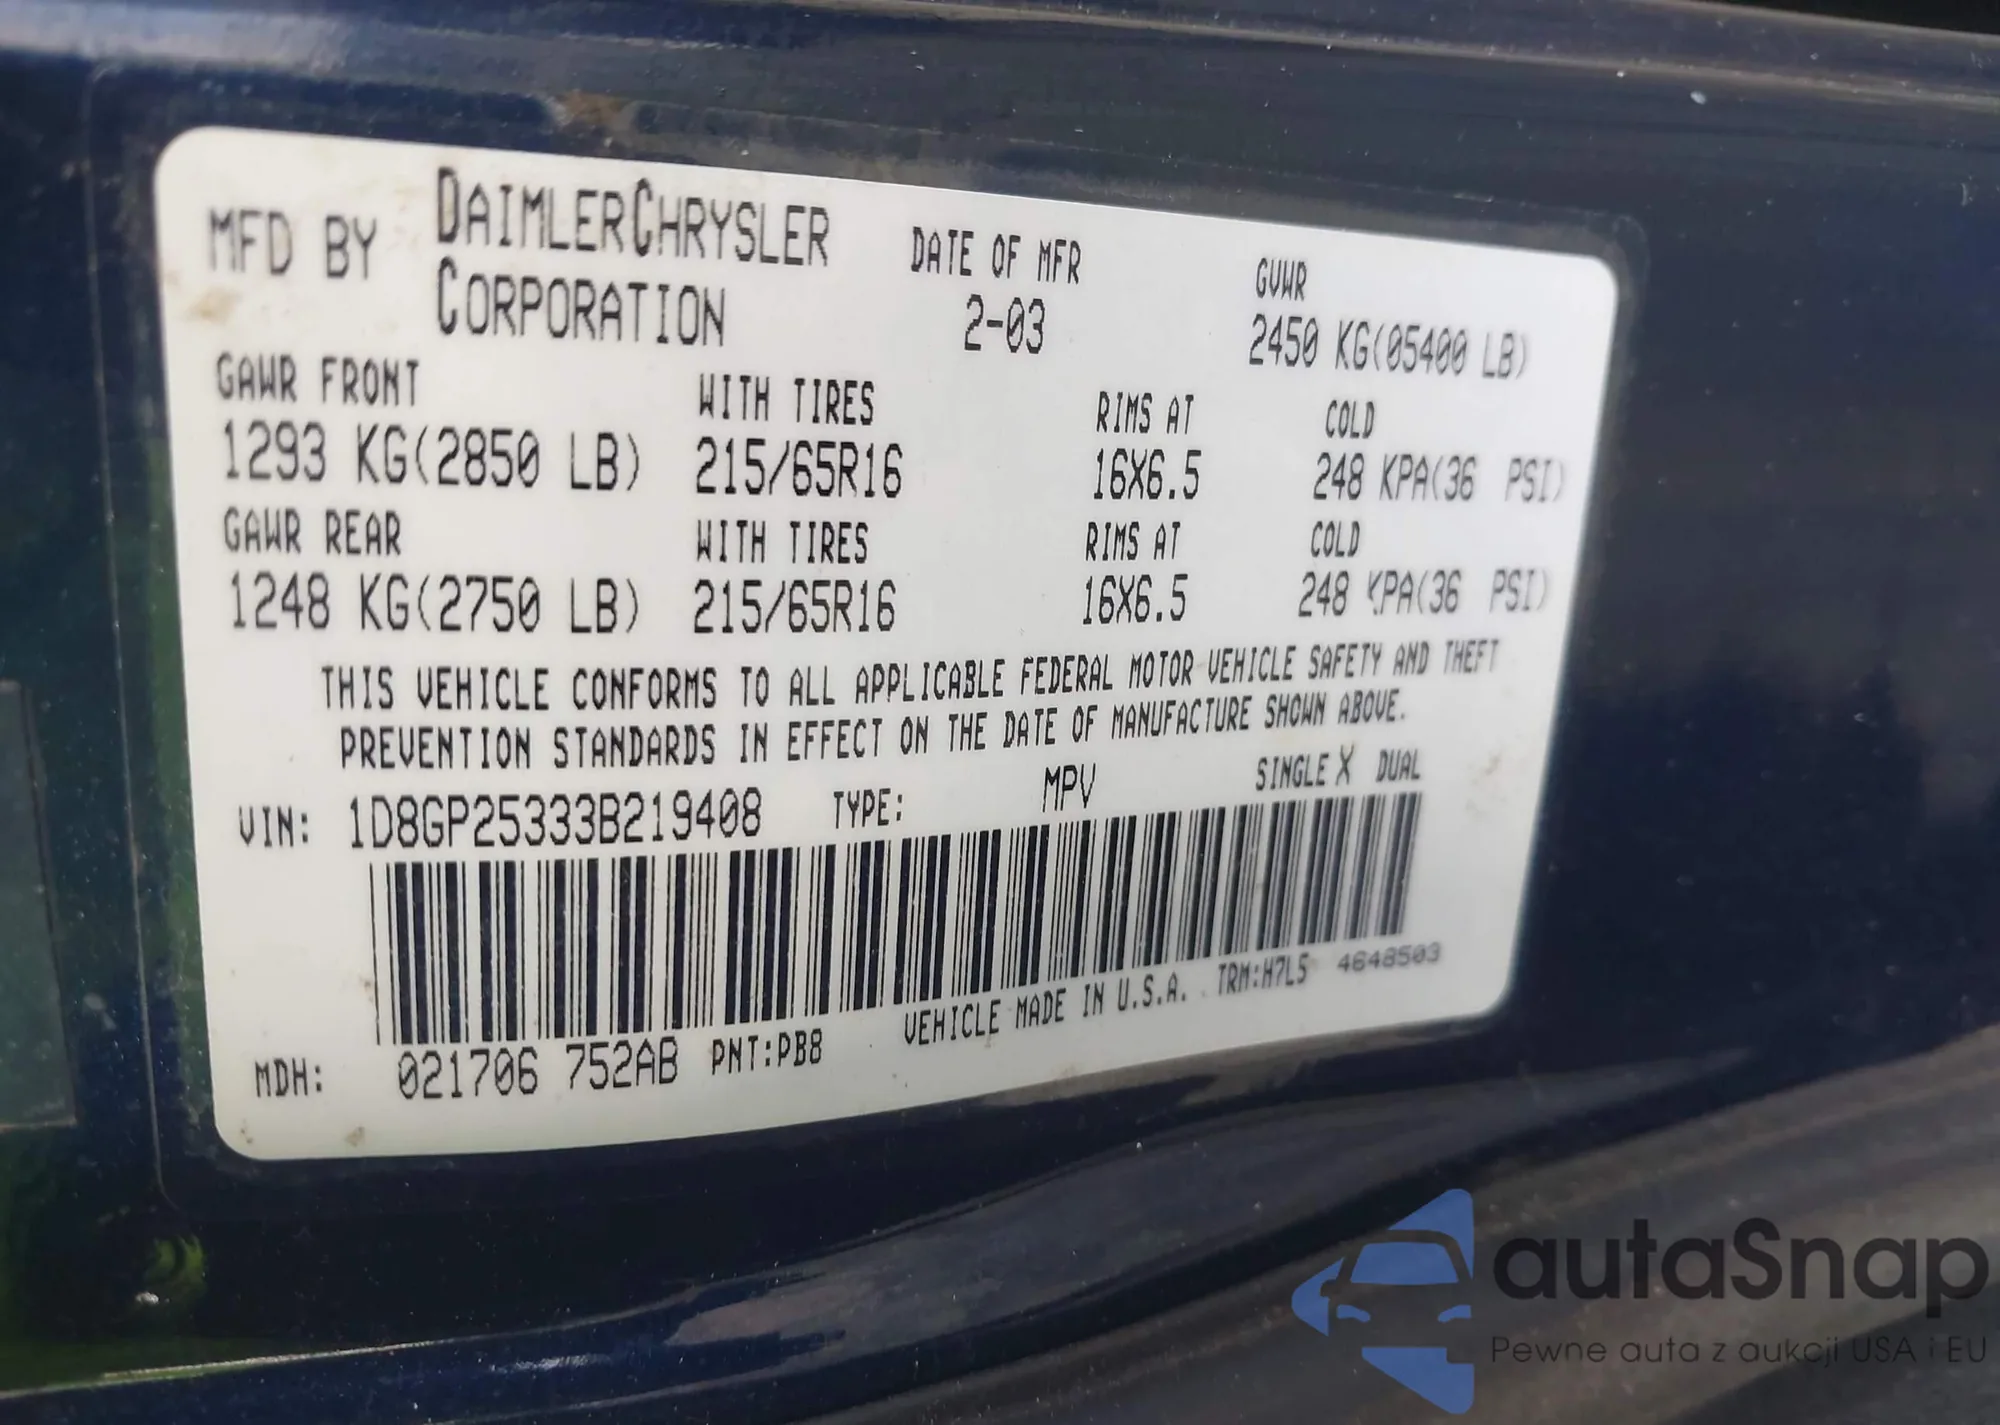 MFD BY DAIMLERCHRYSLER CORPORATION DATE OF MFR 2-03 GVWR 2450 KG(05400 LB)
GAWR FRONT WITH TIRES RIMS AT COLD
1293 KG(2850 LB) 215/65R16 16X6.5 248 KPA(36 PSI)
GAWR REAR WITH TIRES RIMS AT COLD
1248 KG(2750 LB) 215/65R16 16X6.5 248 KPA(36 PSI)
THIS VEHICLE CONFORMS TO ALL APPLICABLE FEDERAL MOTOR VEHICLE SAFETY AND THEFT
PREVENTION STANDARDS IN EFFECT ON THE DATE OF MANUFACTURE SHOWN ABOVE.
VIN: 1D8GP25333B219408 TYPE: MPV SINGLE X DUAL
MDH: 021706 752AB PNT:PB8 VEHICLE MADE IN U.S.A. TRM:H7L5 4648503
autaSnap
Pewne auta z aukcji USA i EU